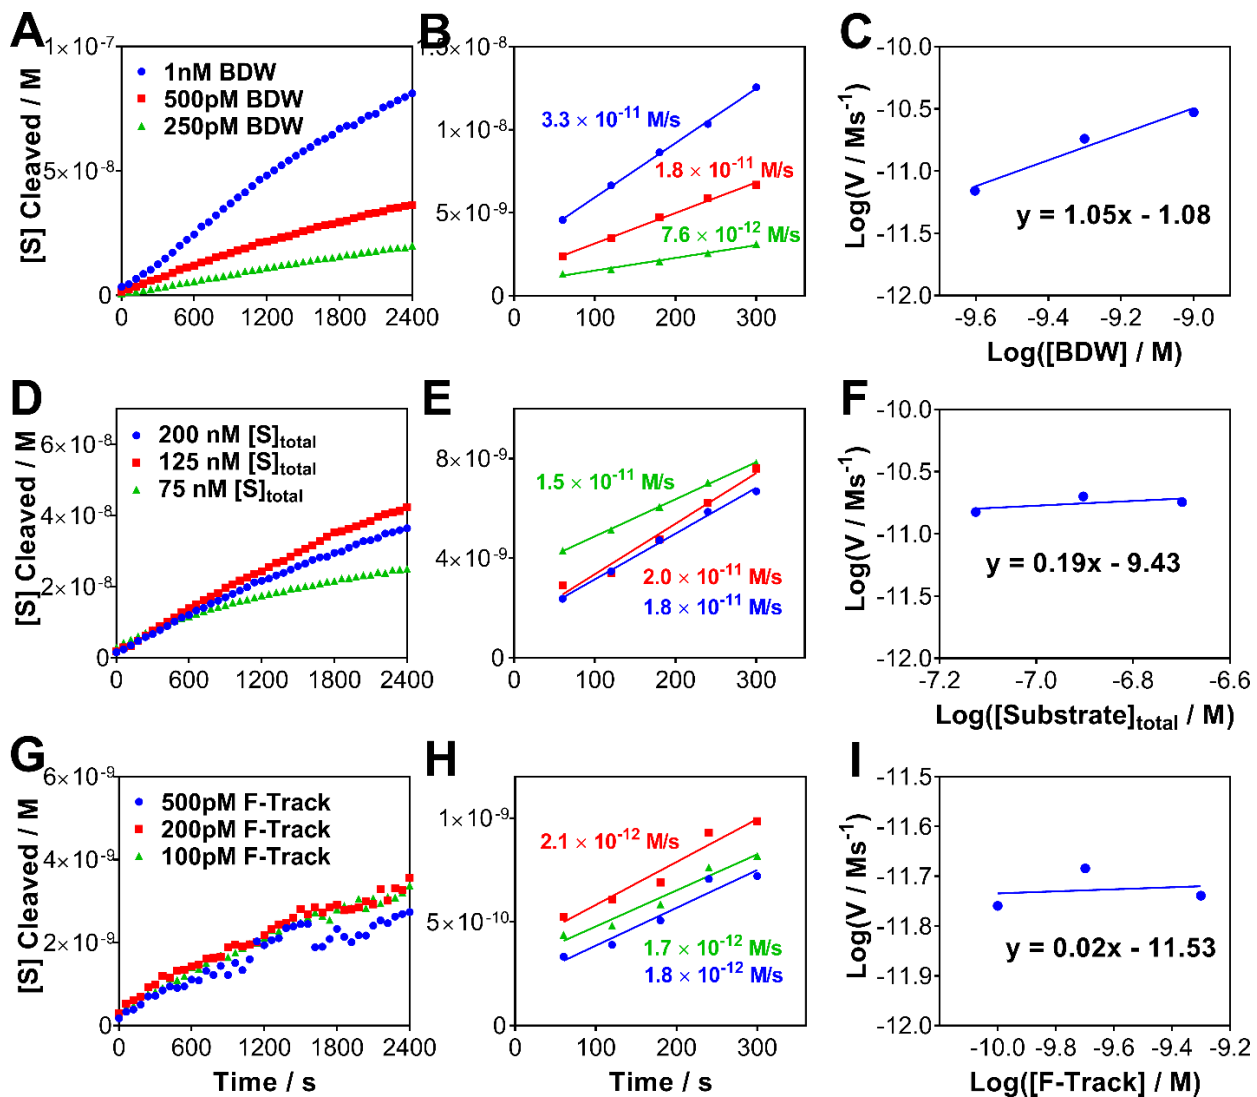 A
1×10⁻⁷
5×10⁻⁸
0
[S] Cleaved / M
1nM BDW
500pM BDW
250pM BDW
0 600 1200 1800 2400
B
1.5×10⁻⁸
1×10⁻⁸
5×10⁻⁹
0
3.3 × 10⁻¹¹ M/s
1.8 × 10⁻¹¹ M/s
7.6 × 10⁻¹² M/s
0 100 200 300
C
-10.0
-10.5
-11.0
-11.5
-12.0
Log(V / Ms⁻¹)
y = 1.05x - 1.08
-9.6 -9.4 -9.2 -9.0
Log([BDW] / M)
D
6×10⁻⁸
4×10⁻⁸
2×10⁻⁸
0
[S] Cleaved / M
200 nM [S]total
125 nM [S]total
75 nM [S]total
0 600 1200 1800 2400
E
8×10⁻⁹
4×10⁻⁹
0
1.5 × 10⁻¹¹ M/s
2.0 × 10⁻¹¹ M/s
1.8 × 10⁻¹¹ M/s
0 100 200 300
F
-10.0
-10.5
-11.0
-11.5
-12.0
Log(V / Ms⁻¹)
y = 0.19x - 9.43
-7.2 -7.0 -6.8 -6.6
Log([Substrate]total / M)
G
6×10⁻⁹
4×10⁻⁹
2×10⁻⁹
0
[S] Cleaved / M
500pM F-Track
200pM F-Track
100pM F-Track
0 600 1200 1800 2400
Time / s
H
1×10⁻⁹
5×10⁻¹⁰
0
2.1 × 10⁻¹² M/s
1.7 × 10⁻¹² M/s
1.8 × 10⁻¹² M/s
0 100 200 300
Time / s
I
-11.5
-11.6
-11.7
-11.8
-11.9
-12.0
Log(V / Ms⁻¹)
y = 0.02x - 11.53
-10.0 -9.8 -9.6 -9.4 -9.2
Log([F-Track] / M)